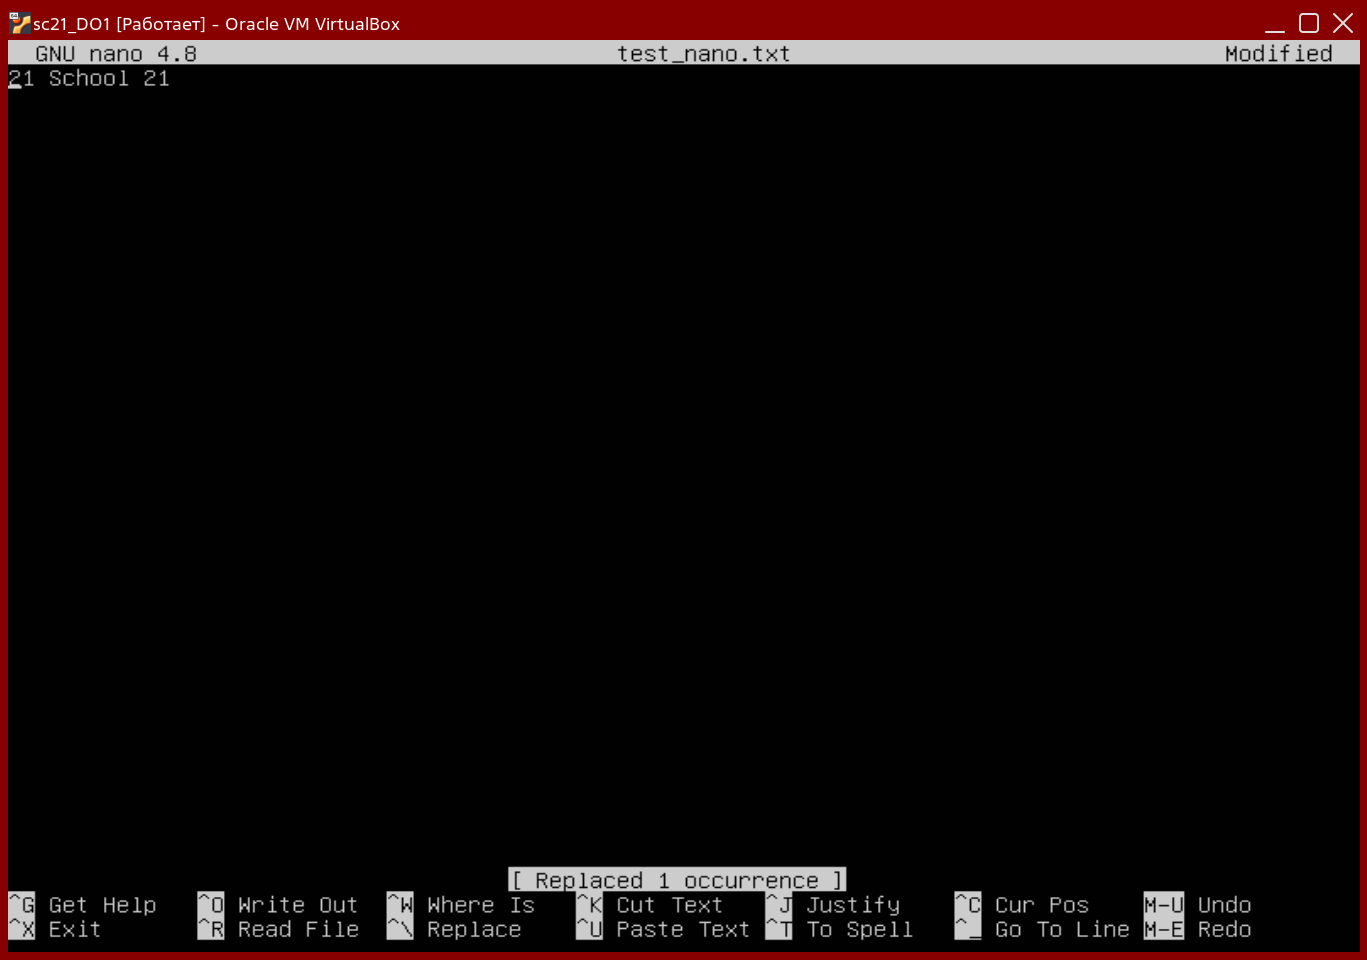 sc21_DO1 [Работает] - Oracle VM VirtualBox
GNU nano 4.8 test_nano.txt Modified
21 School 21
[ Replaced 1 occurrence ]
^G Get Help ^O Write Out ^W Where Is ^K Cut Text ^J Justify ^C Cur Pos M-U Undo
^X Exit ^R Read File ^\ Replace ^U Paste Text ^T To Spell ^_ Go To Line M-E Redo